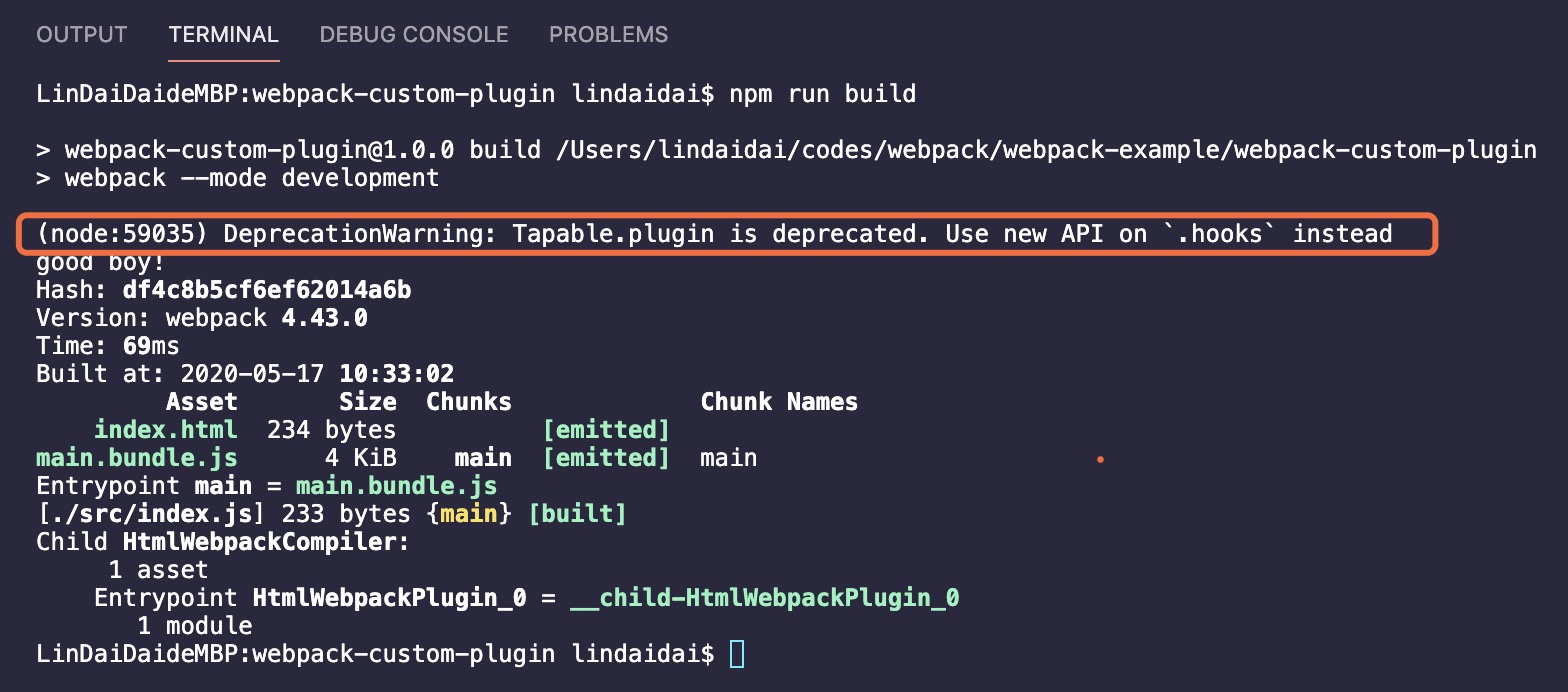 OUTPUT TERMINAL DEBUG CONSOLE PROBLEMS
LinDaiDaideMBP:webpack-custom-plugin lindaidai$ npm run build
> webpack-custom-plugin@1.0.0 build /Users/lindaidai/codes/webpack/webpack-example/webpack-custom-plugin
> webpack --mode development
(node:59035) DeprecationWarning: Tapable.plugin is deprecated. Use new API on `.hooks` instead
good boy!
Hash: df4c8b5cf6ef62014a6b
Version: webpack 4.43.0
Time: 69ms
Built at: 2020-05-17 10:33:02
Asset Size Chunks Chunk Names
index.html 234 bytes [emitted]
main.bundle.js 4 KiB main [emitted] main
Entrypoint main = main.bundle.js
[./src/index.js] 233 bytes {main} [built]
Child HtmlWebpackCompiler:
1 asset
Entrypoint HtmlWebpackPlugin_0 = __child-HtmlWebpackPlugin_0
1 module
LinDaiDaideMBP:webpack-custom-plugin lindaidai$